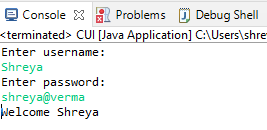 Console Problems Debug Shell
<terminated> CUI [Java Application] C:\Users\shre
Enter username:
Shreya
Enter password:
shreya@verma
Welcome Shreya